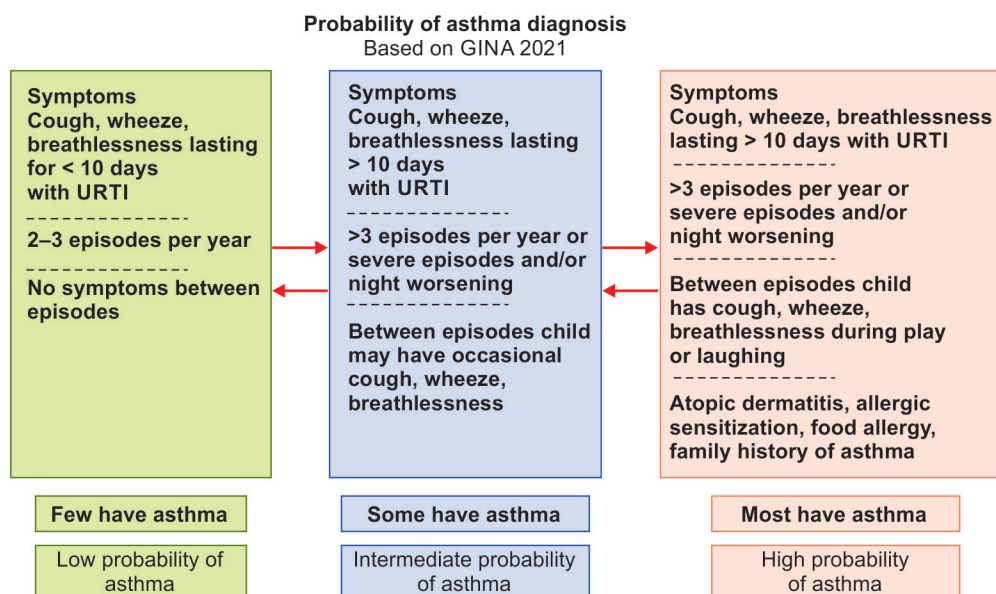 Probability of asthma diagnosis
Based on GINA 2021
Symptoms
Cough, wheeze,
breathlessness lasting
for < 10 days
with URTI
2–3 episodes per year
No symptoms between
episodes
Symptoms
Cough, wheeze,
breathlessness lasting
> 10 days
with URTI
>3 episodes per year or
severe episodes and/or
night worsening
Between episodes child
may have occasional
cough, wheeze,
breathlessness
Symptoms
Cough, wheeze, breathlessness
lasting > 10 days with URTI
>3 episodes per year or
severe episodes and/or
night worsening
Between episodes child
has cough, wheeze,
breathlessness during play
or laughing
Atopic dermatitis, allergic
sensitization, food allergy,
family history of asthma
Few have asthma
Some have asthma
Most have asthma
Low probability of
asthma
Intermediate probability
of asthma
High probability
of asthma